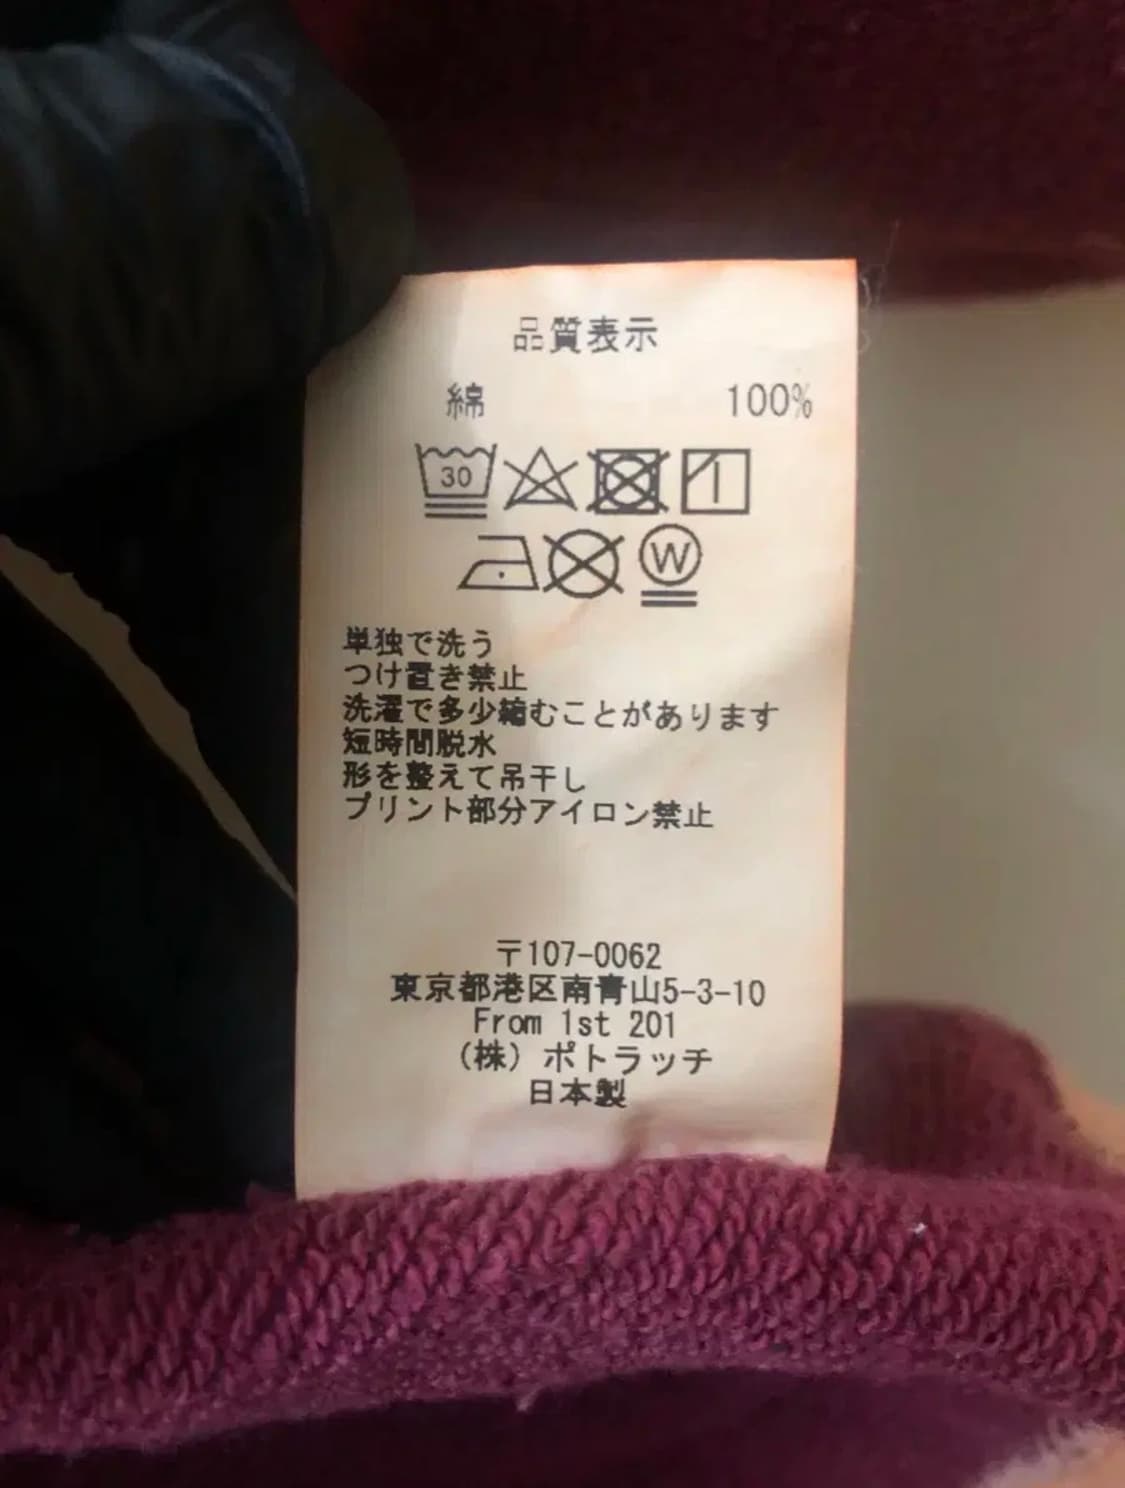 品質表示
綿 100%
30
W
単独で洗う
つけ置き禁止
洗濯で多少縮むことがあります
短時間脱水
形を整えて吊干し
プリント部分アイロン禁止
〒107-0062
東京都港区南青山5-3-10
From 1st 201
(株) ポトラッチ
日本製